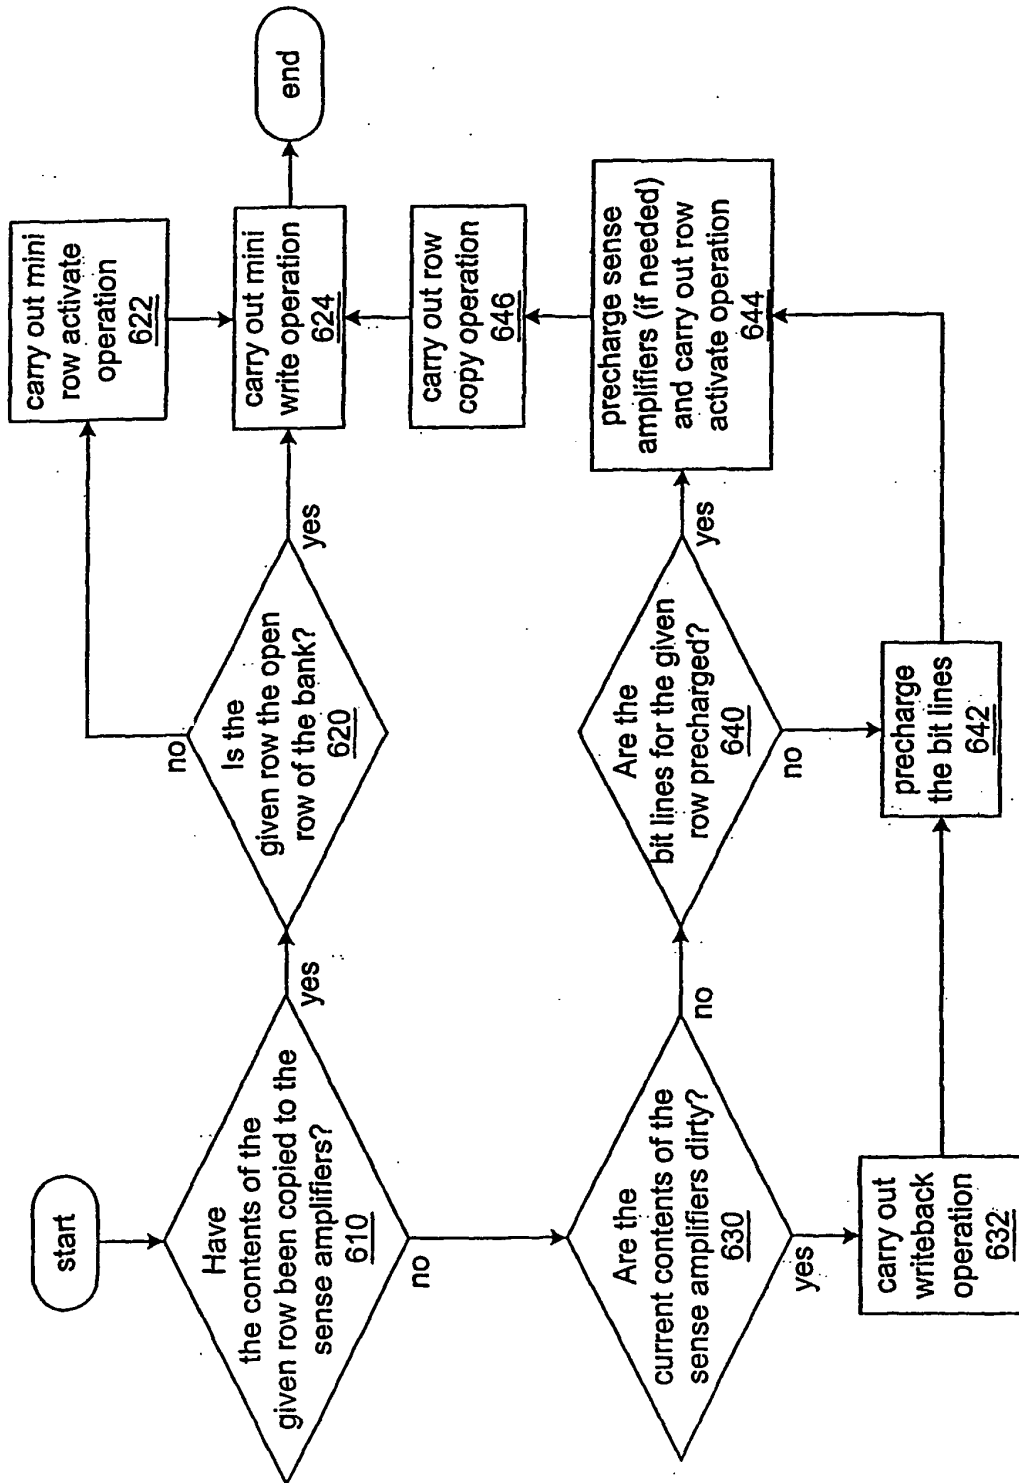 start
Have
the contents of the
given row been copied to the
sense amplifiers?
610
yes
no
Is the
given row the open
row of the bank?
620
no
yes
carry out mini
row activate
operation
622
carry out mini
write operation
624
end
Are the
current contents of the
sense amplifiers dirty?
630
no
yes
carry out
writeback
operation
632
Are the
bit lines for the given
row precharged?
640
yes
no
precharge
the bit lines
642
precharge sense
amplifiers (if needed)
and carry out row
activate operation
644
carry out row
copy operation
646